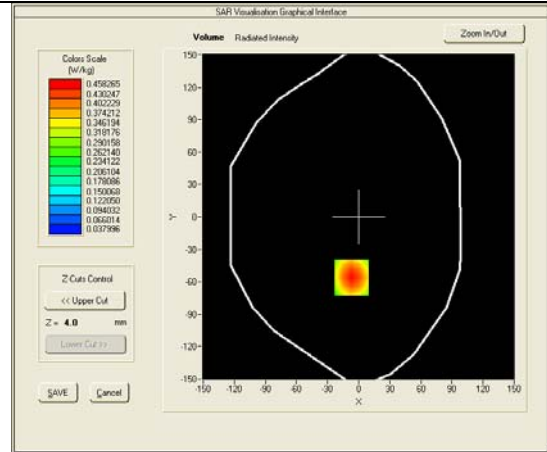 SAR Visualisation Graphical Interface
Volume Radiated Intensity
Zoom In/Out
Colors Scale
(W/kg)
0.458265
0.430247
0.402229
0.374212
0.346194
0.318176
0.290158
0.262140
0.234122
0.206104
0.178086
0.150068
0.122050
0.094032
0.066014
0.037996
Z-Cuts Control
<< Upper Cut
Z = 4.0 mm
Lower Cut >>
SAVE Cancel
150
120
90
60
30
0
-30
-60
-90
-120
-150
Y
-150 -120 -90 -60 -30 0 30 60 90 120 150
X